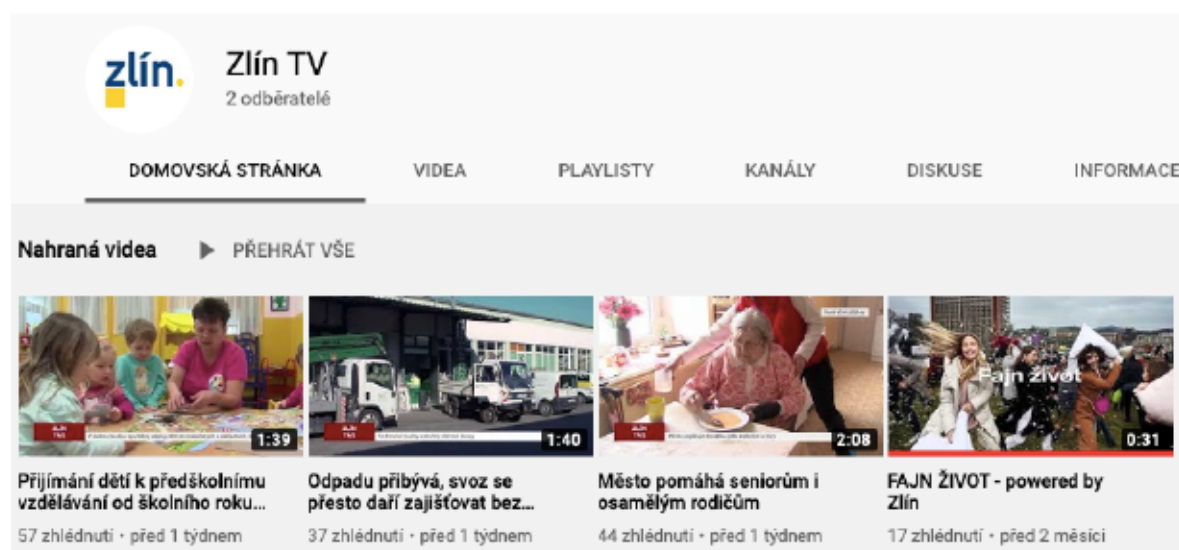 zlín.
Zlín TV
2 odběratelé
DOMOVSKÁ STRÁNKA VIDEA PLAYLISTY KANÁLY DISKUSE INFORMACE
Nahraná videa PŘEHRÁT VŠE
Fajn život
ZLÍN
ZLÍN
ZLÍN
1:39 1:40 2:08 0:31
Přijímání dětí k předškolnímu
vzdělávání od školního roku...
57 zhlédnutí • před 1 týdnem
Odpadu přibývá, svoz se
přesto daří zajišťovat bez...
37 zhlédnutí • před 1 týdnem
Město pomáhá seniorům i
osamělým rodičům
44 zhlédnutí • před 1 týdnem
FAJN ŽIVOT - powered by
Zlín
17 zhlédnutí • před 2 měsíci